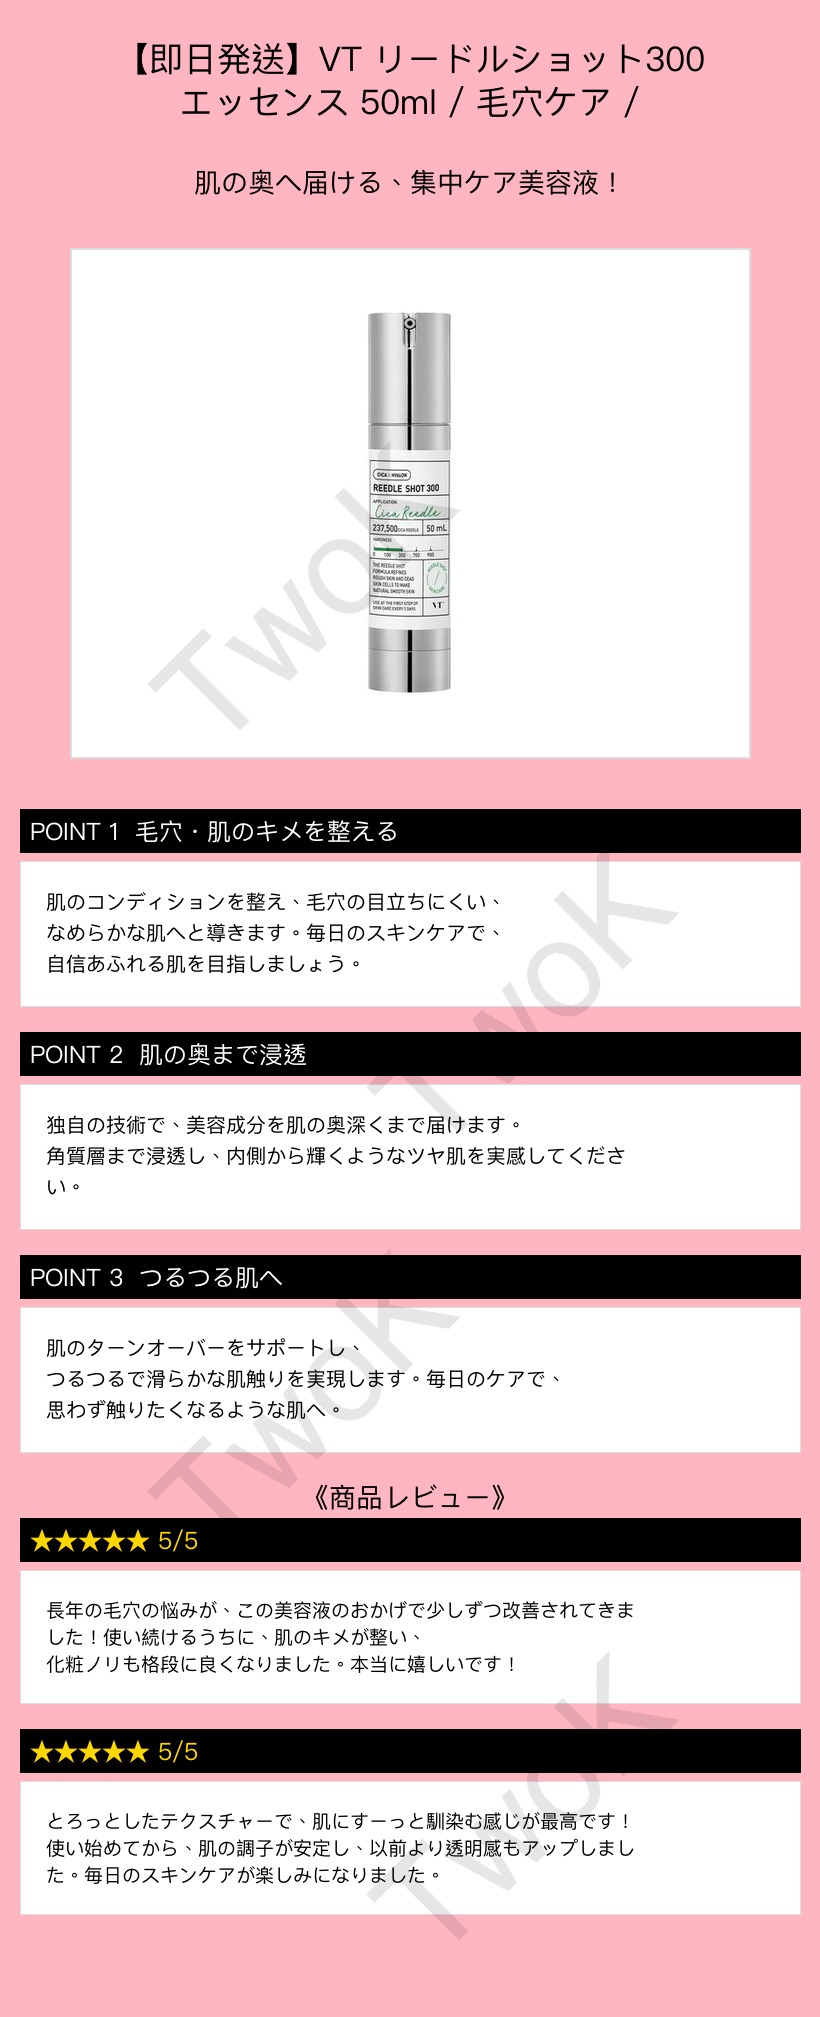 【即日発送】VT リードルショット300
エッセンス 50ml / 毛穴ケア /
肌の奥へ届ける、集中ケア美容液！
CICA × HYALON
REEDLE SHOT 300
APPLICATION
Cica Reedle
237,500 CICA REEDLE
50 mL
HARDNESS
0 100 300 700 900
THE REEDLE SHOT
FORMULA REFINES
ROUGH SKIN AND DEAD
SKIN CELLS TO MAKE
NATURAL SMOOTH SKIN
REEDLE SHOT
SKINCARE
USE AT THE FIRST STEP OF
SKIN CARE EVERY 3 DAYS
VT
TwoK
POINT 1 毛穴・肌のキメを整える
肌のコンディションを整え、毛穴の目立ちにくい、
なめらかな肌へと導きます。毎日のスキンケアで、
自信あふれる肌を目指しましょう。
TwoK
POINT 2 肌の奥まで浸透
独自の技術で、美容成分を肌の奥深くまで届けます。
角質層まで浸透し、内側から輝くようなツヤ肌を実感してくださ
い。
POINT 3 つるつる肌へ
肌のターンオーバーをサポートし、
つるつるで滑らかな肌触りを実現します。毎日のケアで、
思わず触りたくなるような肌へ。
TwoK
《商品レビュー》
★★★★★ 5/5
長年の毛穴の悩みが、この美容液のおかげで少しずつ改善されてきま
した！使い続けるうちに、肌のキメが整い、
化粧ノリも格段に良くなりました。本当に嬉しいです！
★★★★★ 5/5
とろっとしたテクスチャーで、肌にすーっと馴染む感じが最高です！
使い始めてから、肌の調子が安定し、以前より透明感もアップしまし
た。毎日のスキンケアが楽しみになりました。
TwoK